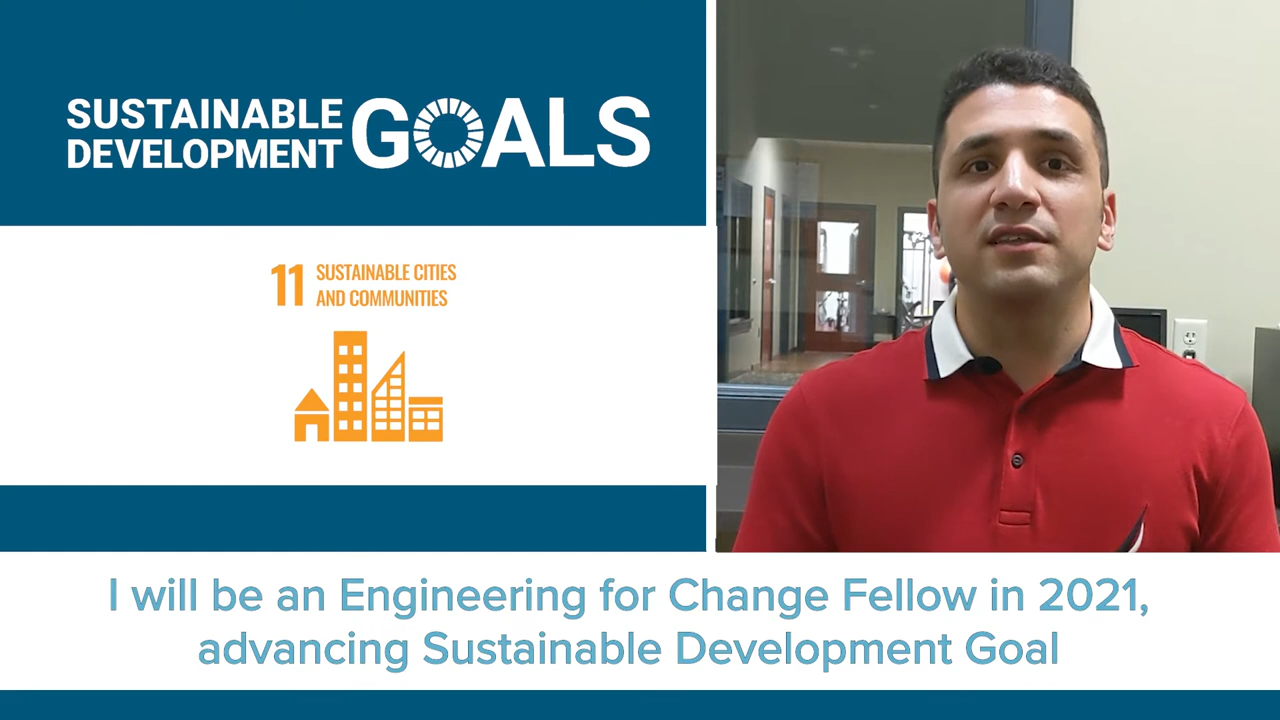 SUSTAINABLE
DEVELOPMENT
GOALS
11
SUSTAINABLE CITIES
AND COMMUNITIES
I will be an Engineering for Change Fellow in 2021,
advancing Sustainable Development Goal